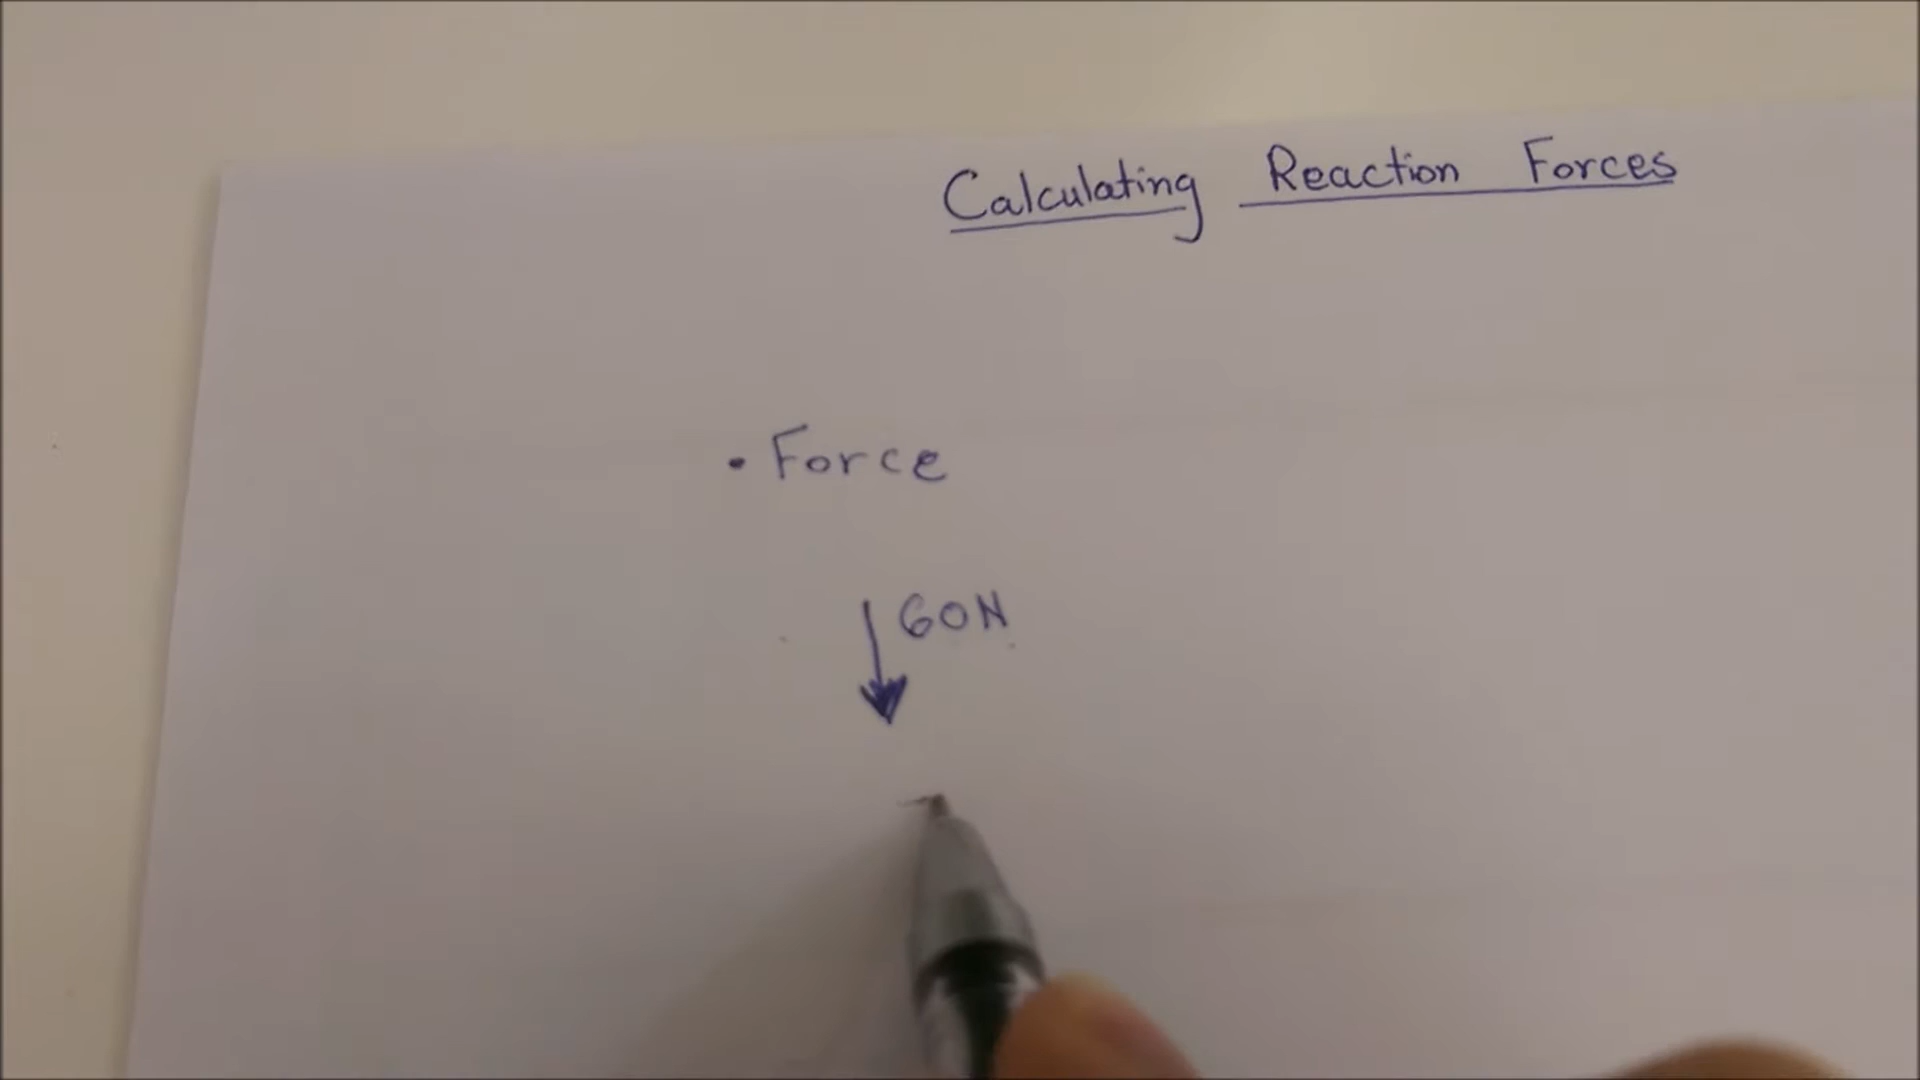 Calculating Reaction Forces
• Force
60N